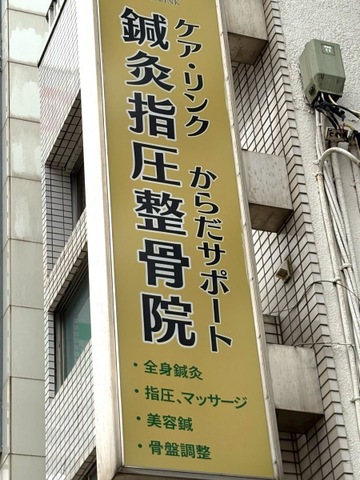 ケア・リンク からだサポート
鍼灸指圧整骨院
・全身鍼灸
・指圧、マッサージ
・美容鍼
・骨盤調整